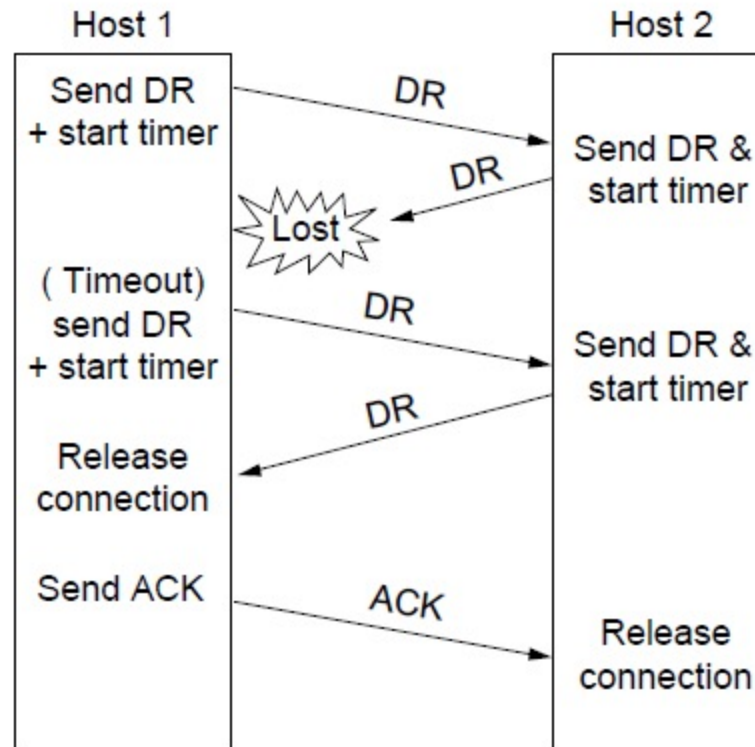 Host 1
Host 2
Send DR
+ start timer
DR
Send DR &
start timer
DR
Lost
( Timeout)
send DR
+ start timer
DR
Send DR &
start timer
DR
Release
connection
Send ACK
ACK
Release
connection